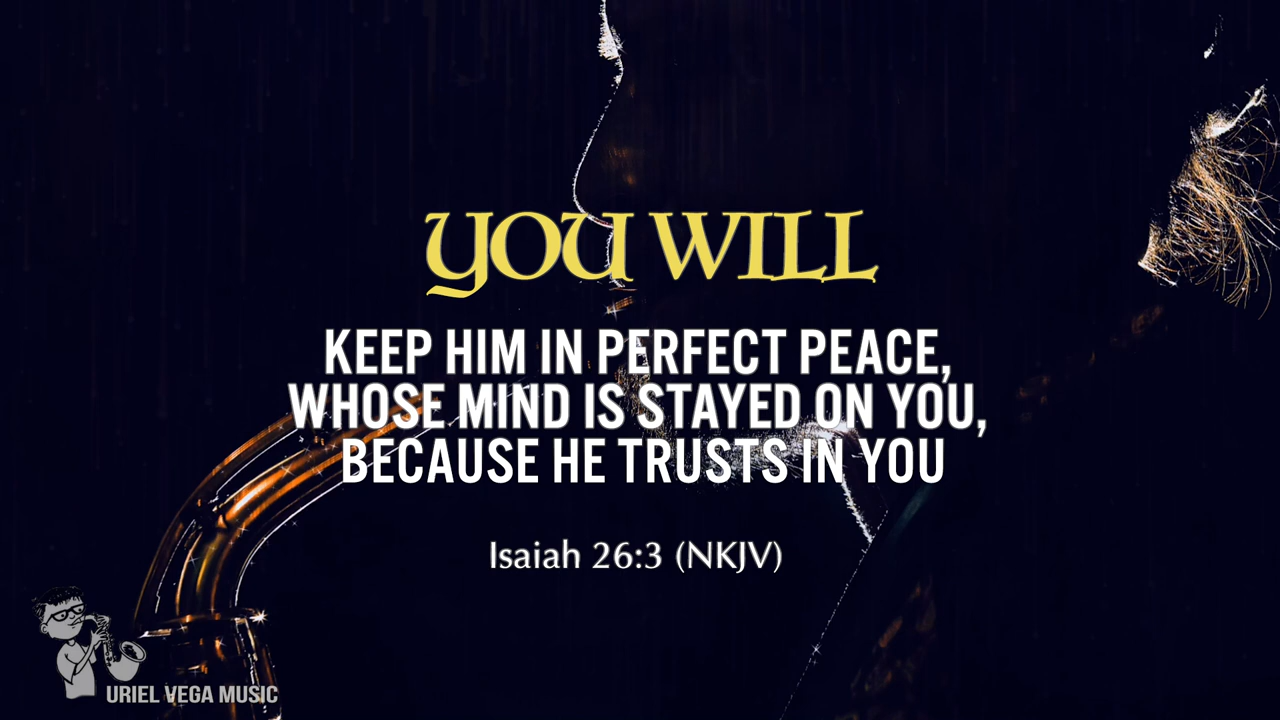 YOU WILL
KEEP HIM IN PERFECT PEACE,
WHOSE MIND IS STAYED ON YOU,
BECAUSE HE TRUSTS IN YOU
Isaiah 26:3 (NKJV)
URIEL VEGA MUSIC